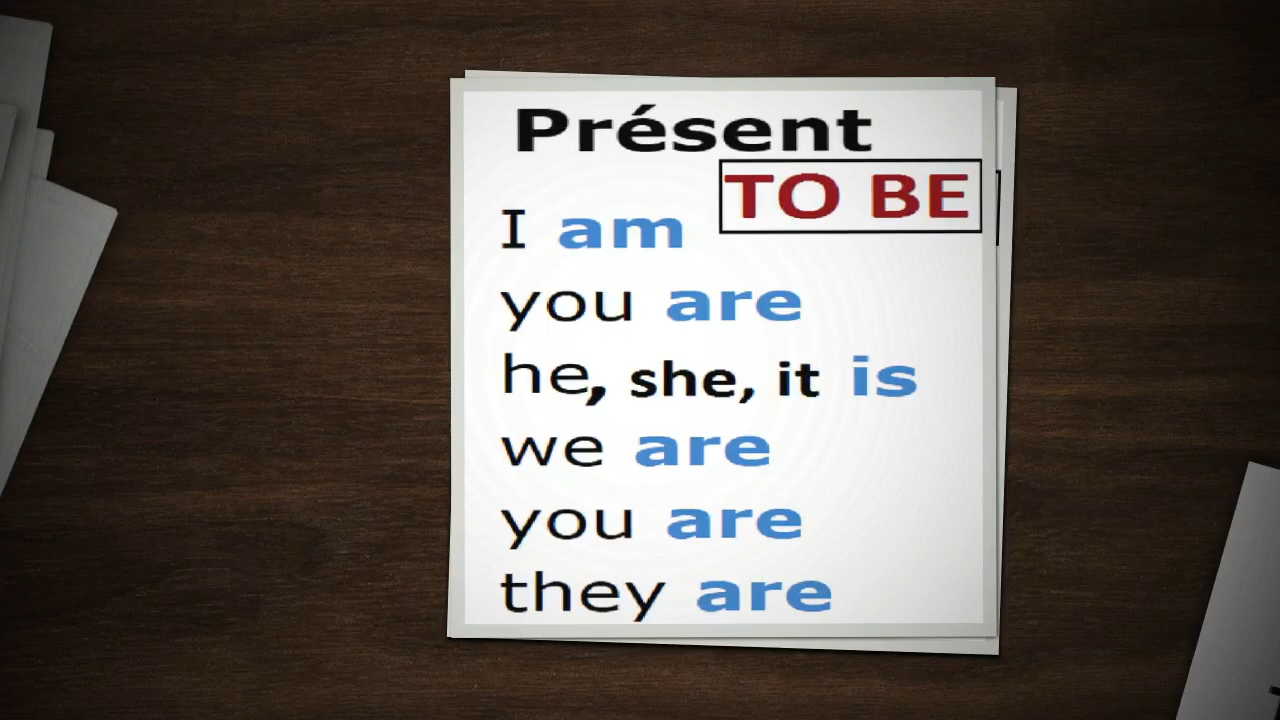 Présent
TO BE
I am
you are
he, she, it is
we are
you are
they are